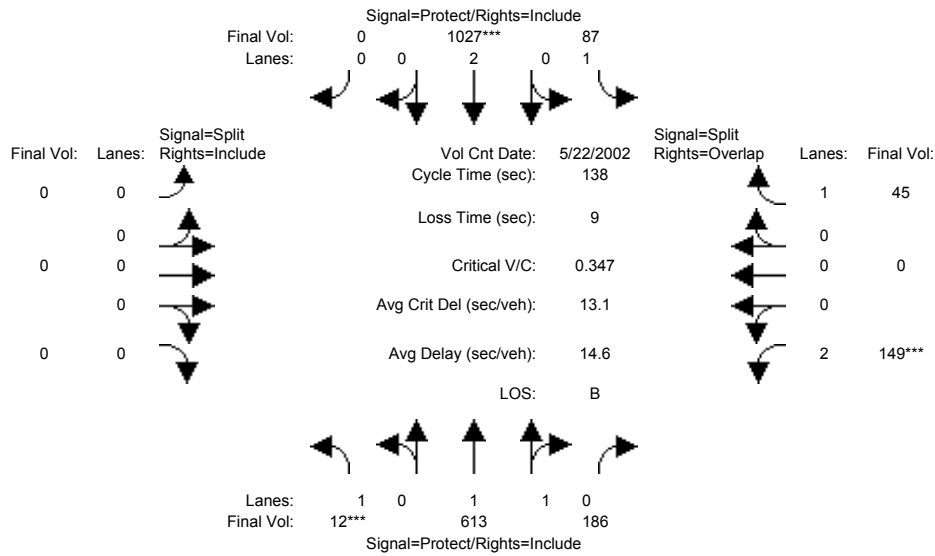 Signal=Protect/Rights=Include
Final Vol: 0 1027*** 87
Lanes: 0 0 2 0 1
Signal=Split Signal=Split
Final Vol: Lanes: Rights=Include Vol Cnt Date: 5/22/2002 Rights=Overlap Lanes: Final Vol:
Cycle Time (sec): 138
0 0 1 45
Loss Time (sec): 9
0 0
0 0 Critical V/C: 0.347 0 0
0 Avg Crit Del (sec/veh): 13.1 0
0 0 Avg Delay (sec/veh): 14.6 2 149***
LOS: B
Lanes: 1 0 1 1 0
Final Vol: 12*** 613 186
Signal=Protect/Rights=Include